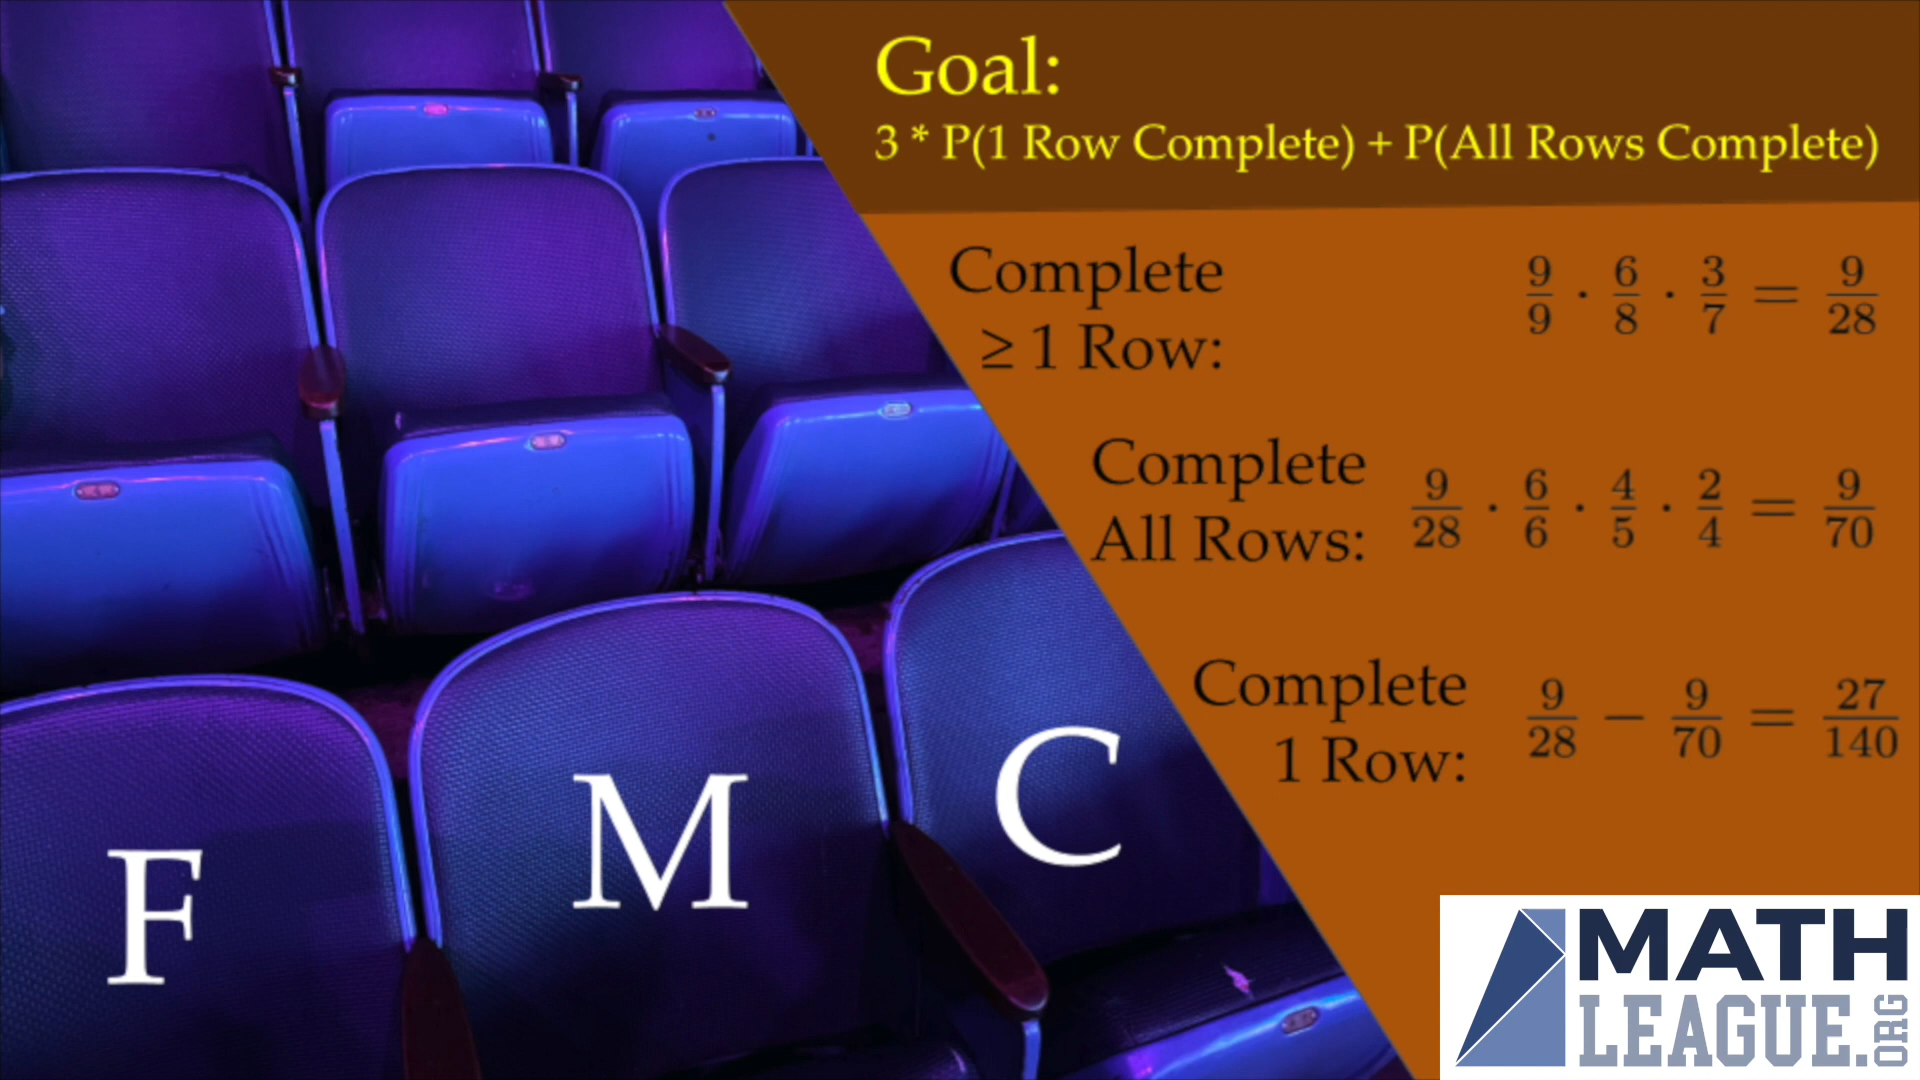 Goal:
3 * P(1 Row Complete) + P(All Rows Complete)
Complete
≥ 1 Row:
9/9 · 6/8 · 3/7 = 9/28
Complete
All Rows:
9/28 · 6/6 · 4/5 · 2/4 = 9/70
Complete
1 Row:
9/28 − 9/70 = 27/140
F M C
MATH
LEAGUE.ORG